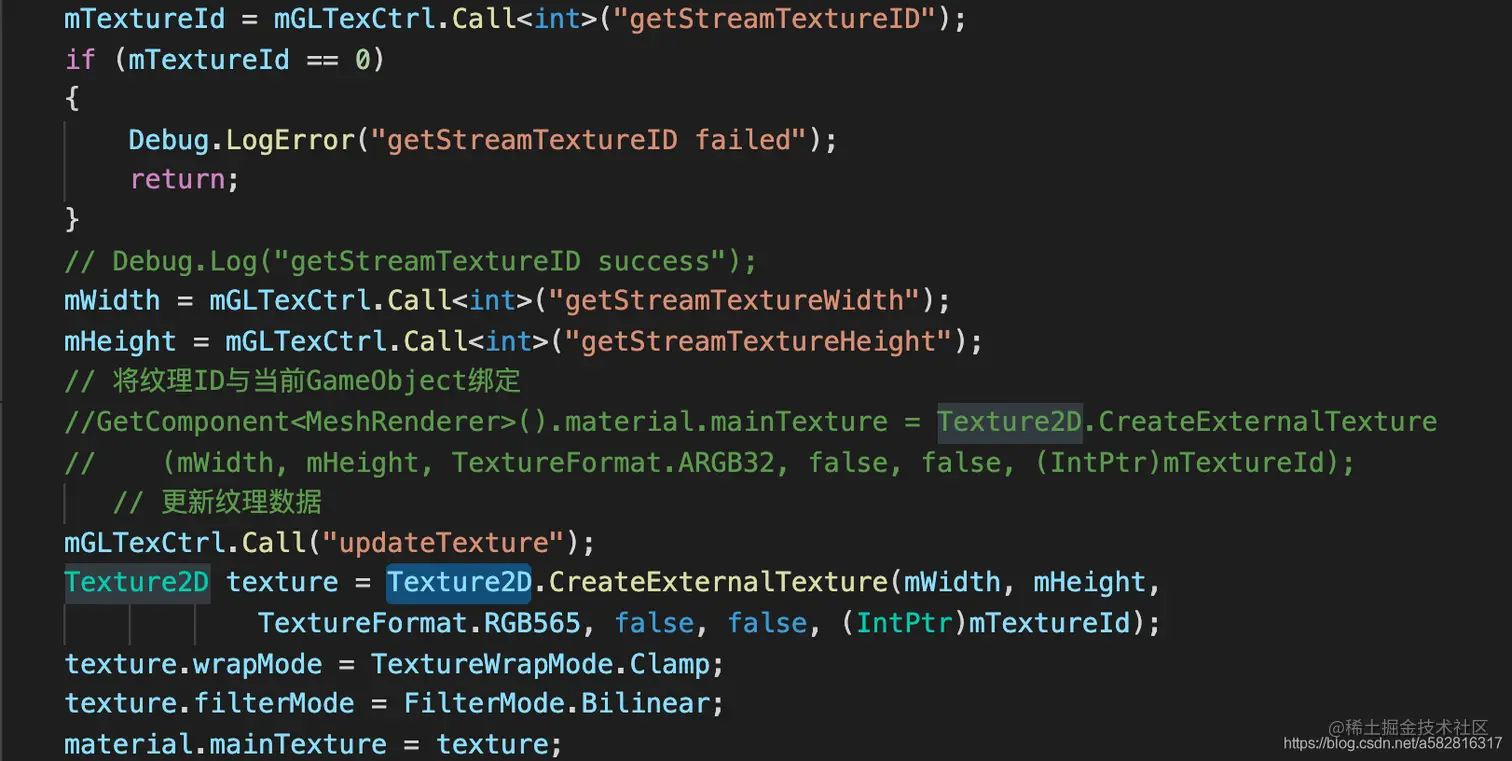 mTextureId = mGLTexCtrl.Call<int>("getStreamTextureID");
if (mTextureId == 0)
{
Debug.LogError("getStreamTextureID failed");
return;
}
// Debug.Log("getStreamTextureID success");
mWidth = mGLTexCtrl.Call<int>("getStreamTextureWidth");
mHeight = mGLTexCtrl.Call<int>("getStreamTextureHeight");
// 将纹理ID与当前GameObject绑定
//GetComponent<MeshRenderer>().material.mainTexture = Texture2D.CreateExternalTexture
//    (mWidth, mHeight, TextureFormat.ARGB32, false, false, (IntPtr)mTextureId);
// 更新纹理数据
mGLTexCtrl.Call("updateTexture");
Texture2D texture = Texture2D.CreateExternalTexture(mWidth, mHeight,
TextureFormat.RGB565, false, false, (IntPtr)mTextureId);
texture.wrapMode = TextureWrapMode.Clamp;
texture.filterMode = FilterMode.Bilinear;
material.mainTexture = texture;
@稀土掘金技术社区
https://blog.csdn.net/a582816317